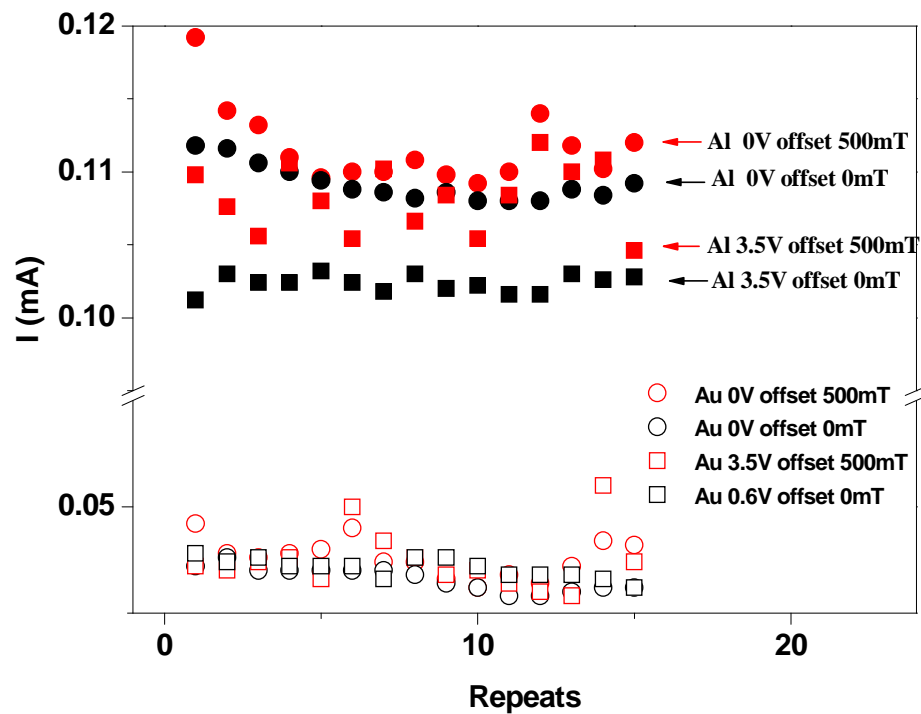 0.12
0.11
0.10
0.05
I (mA)
Al  0V offset 500mT
Al  0V offset 0mT
Al 3.5V offset 500mT
Al 3.5V offset 0mT
Au 0V offset 500mT
Au 0V offset 0mT
Au 3.5V offset 500mT
Au 0.6V offset 0mT
0
10
20
Repeats